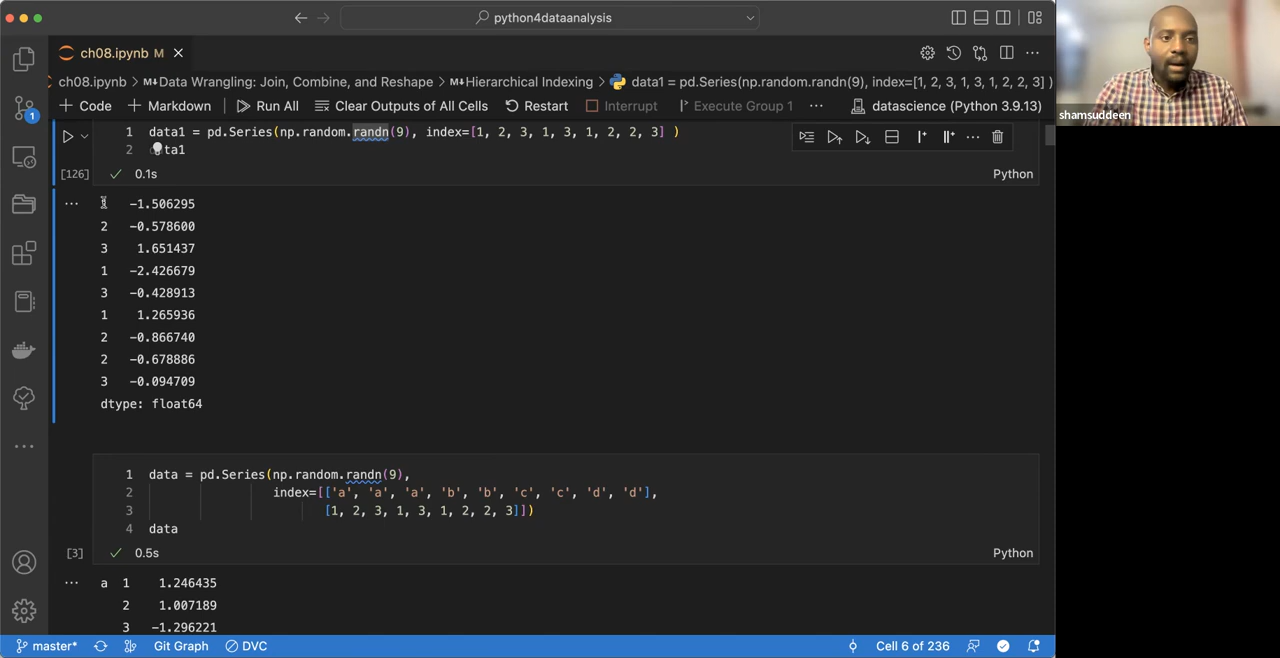 python4dataanalysis
ch08.ipynb M
ch08.ipynb > M↓Data Wrangling: Join, Combine, and Reshape > M↓Hierarchical Indexing > data1 = pd.Series(np.random.randn(9), index=[1, 2, 3, 1, 3, 1, 2, 2, 3] )
+ Code + Markdown Run All Clear Outputs of All Cells Restart Interrupt Execute Group 1 ... datascience (Python 3.9.13)
1 data1 = pd.Series(np.random.randn(9), index=[1, 2, 3, 1, 3, 1, 2, 2, 3] )
2 ta1
[126] 0.1s Python
-1.506295
2 -0.578600
3 1.651437
1 -2.426679
3 -0.428913
1 1.265936
2 -0.866740
2 -0.678886
3 -0.094709
dtype: float64
1 data = pd.Series(np.random.randn(9),
2 index=[['a', 'a', 'a', 'b', 'b', 'c', 'c', 'd', 'd'],
3 [1, 2, 3, 1, 3, 1, 2, 2, 3]])
4 data
[3] 0.5s Python
a 1 1.246435
2 1.007189
3 -1.296221
1
master* Git Graph DVC Cell 6 of 236
shamsuddeen